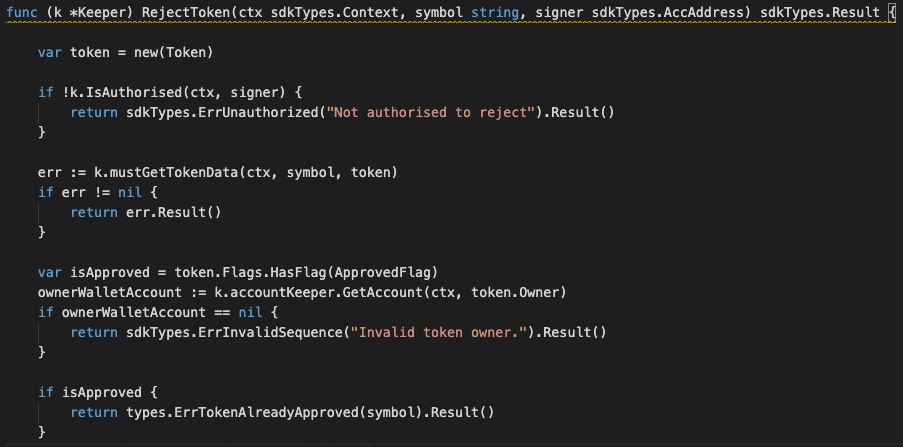 func (k *Keeper) RejectToken(ctx sdkTypes.Context, symbol string, signer sdkTypes.AccAddress) sdkTypes.Result {
var token = new(Token)
if !k.IsAuthorised(ctx, signer) {
return sdkTypes.ErrUnauthorized("Not authorised to reject").Result()
}
err := k.mustGetTokenData(ctx, symbol, token)
if err != nil {
return err.Result()
}
var isApproved = token.Flags.HasFlag(ApprovedFlag)
ownerWalletAccount := k.accountKeeper.GetAccount(ctx, token.Owner)
if ownerWalletAccount == nil {
return sdkTypes.ErrInvalidSequence("Invalid token owner.").Result()
}
if isApproved {
return types.ErrTokenAlreadyApproved(symbol).Result()
}